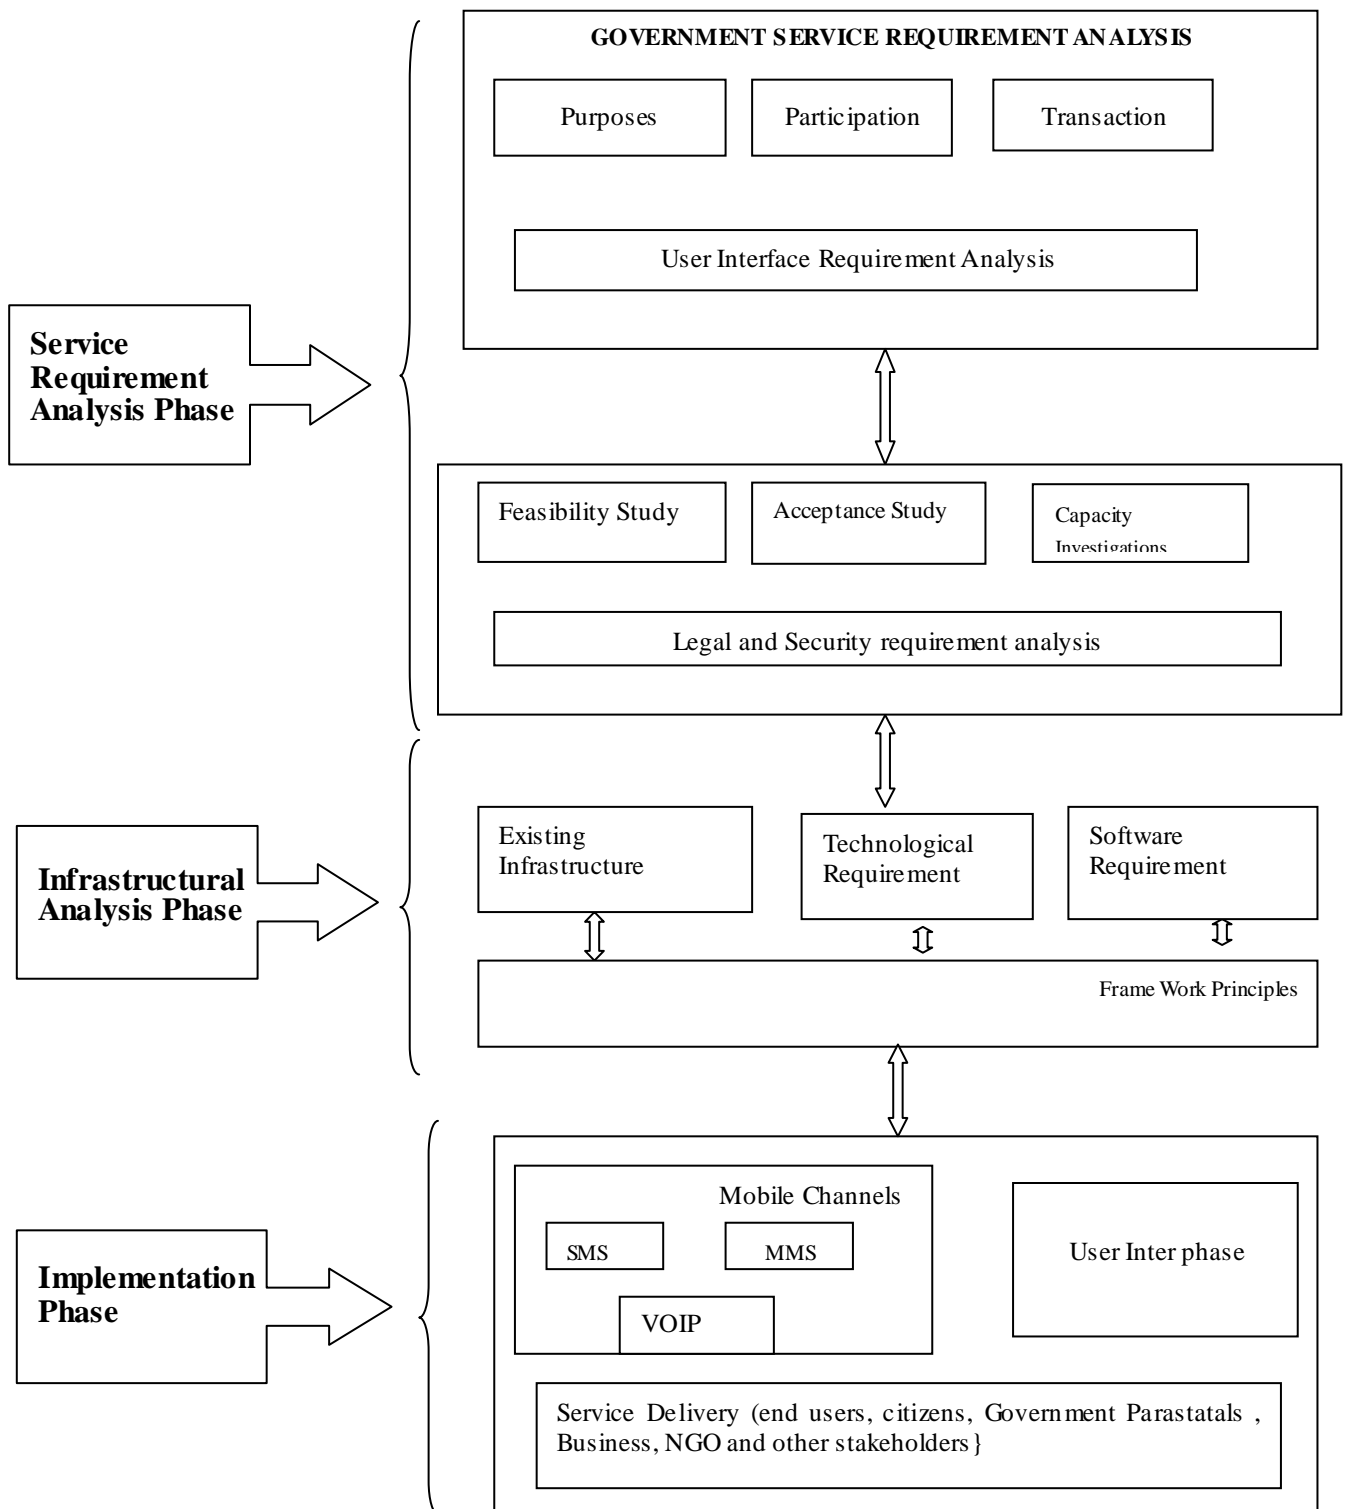 GOVERNMENT SERVICE REQUIREMENT ANALYSIS
Purposes
Participation
Transaction
User Interface Requirement Analysis
Service
Requirement
Analysis Phase
Feasibility Study
Acceptance Study
Capacity
Investigations
Legal and Security requirement analysis
Infrastructural
Analysis Phase
Existing
Infrastructure
Technological
Requirement
Software
Requirement
Frame Work Principles
Implementation
Phase
Mobile Channels
SMS
MMS
VOIP
User Inter phase
Service Delivery (end users, citizens, Government Parastatals ,
Business, NGO and other stakeholders}